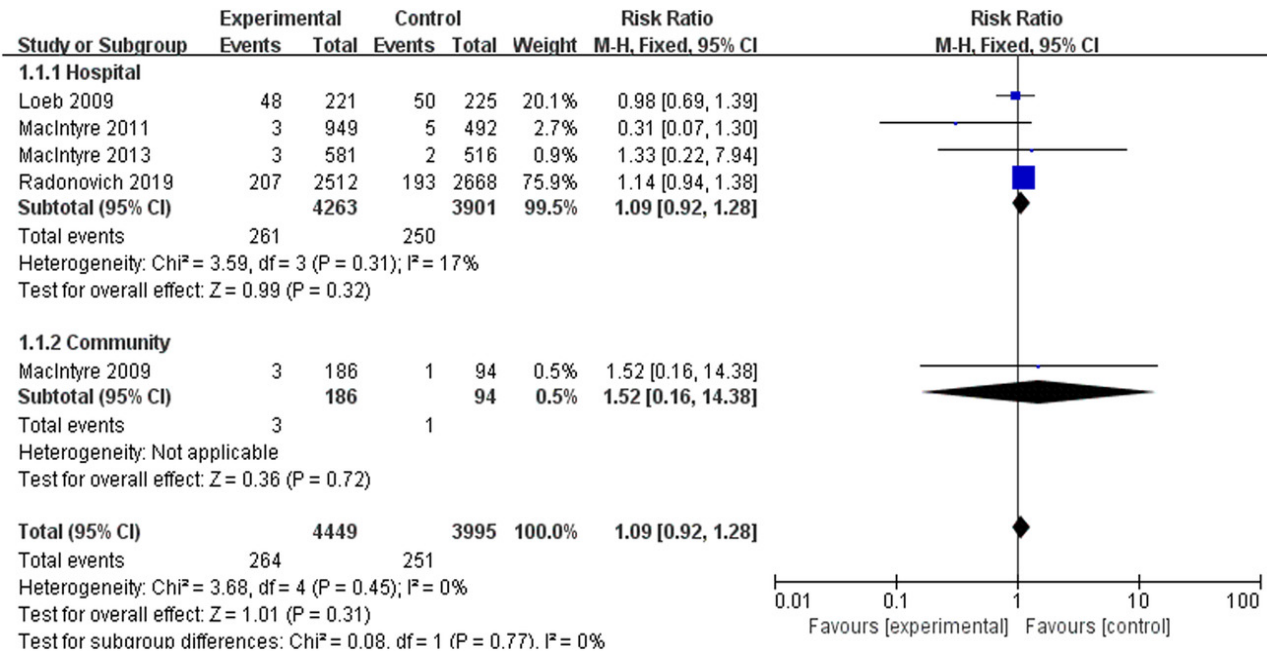 Experimental Control Risk Ratio Risk Ratio
Study or Subgroup Events Total Events Total Weight M-H, Fixed, 95% CI M-H, Fixed, 95% CI
1.1.1 Hospital
Loeb 2009 48 221 50 225 20.1% 0.98 [0.69, 1.39]
MacIntyre 2011 3 949 5 492 2.7% 0.31 [0.07, 1.30]
MacIntyre 2013 3 581 2 516 0.9% 1.33 [0.22, 7.94]
Radonovich 2019 207 2512 193 2668 75.9% 1.14 [0.94, 1.38]
Subtotal (95% CI) 4263 3901 99.5% 1.09 [0.92, 1.28]
Total events 261 250
Heterogeneity: Chi² = 3.59, df = 3 (P = 0.31); I² = 17%
Test for overall effect: Z = 0.99 (P = 0.32)
1.1.2 Community
MacIntyre 2009 3 186 1 94 0.5% 1.52 [0.16, 14.38]
Subtotal (95% CI) 186 94 0.5% 1.52 [0.16, 14.38]
Total events 3 1
Heterogeneity: Not applicable
Test for overall effect: Z = 0.36 (P = 0.72)
Total (95% CI) 4449 3995 100.0% 1.09 [0.92, 1.28]
Total events 264 251
Heterogeneity: Chi² = 3.68, df = 4 (P = 0.45); I² = 0%
Test for overall effect: Z = 1.01 (P = 0.31)
Test for subgroup differences: Chi² = 0.08, df = 1 (P = 0.77), I² = 0%
0.01 0.1 1 10 100
Favours [experimental] Favours [control]